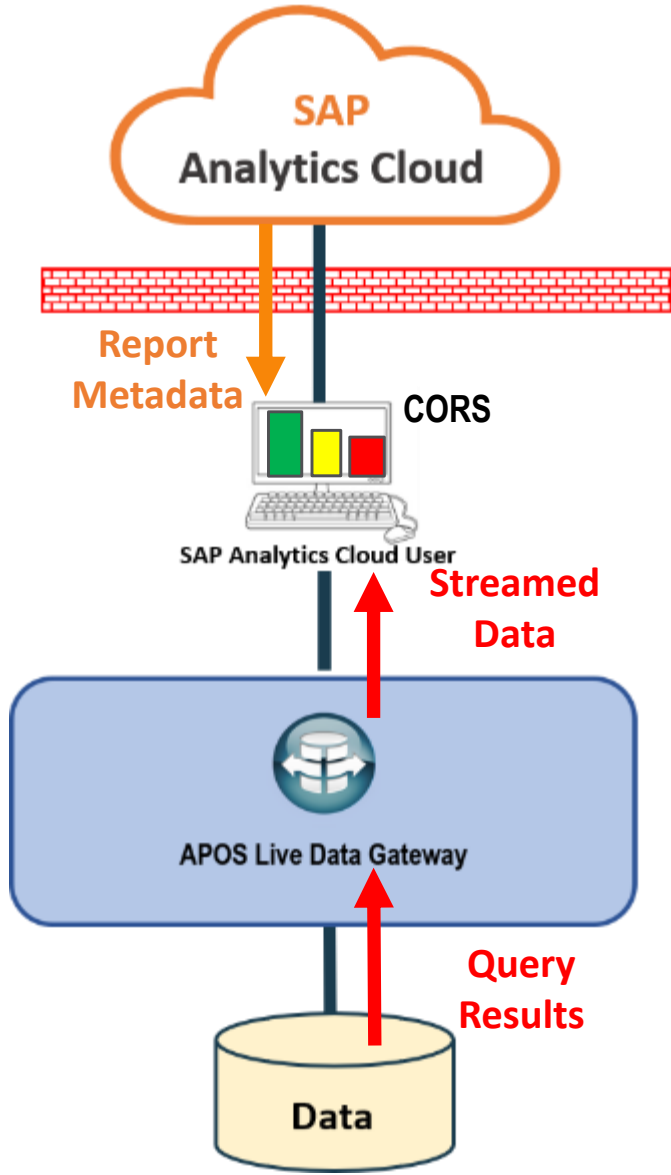 SAP
Analytics Cloud
Report
Metadata
CORS
SAP Analytics Cloud User
Streamed
Data
APOS Live Data Gateway
Query
Results
Data